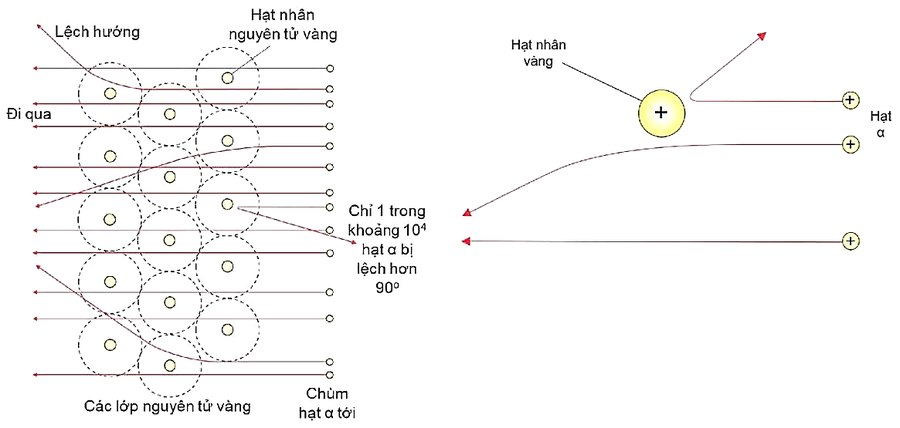 Lệch hướng
Hạt nhân
nguyên tử vàng
Đi qua
Chỉ 1 trong
khoảng 10⁴
hạt α bị
lệch hơn
90º
Các lớp nguyên tử vàng
Chùm
hạt α tới
Hạt nhân
vàng
+
+
+
+
Hạt
α